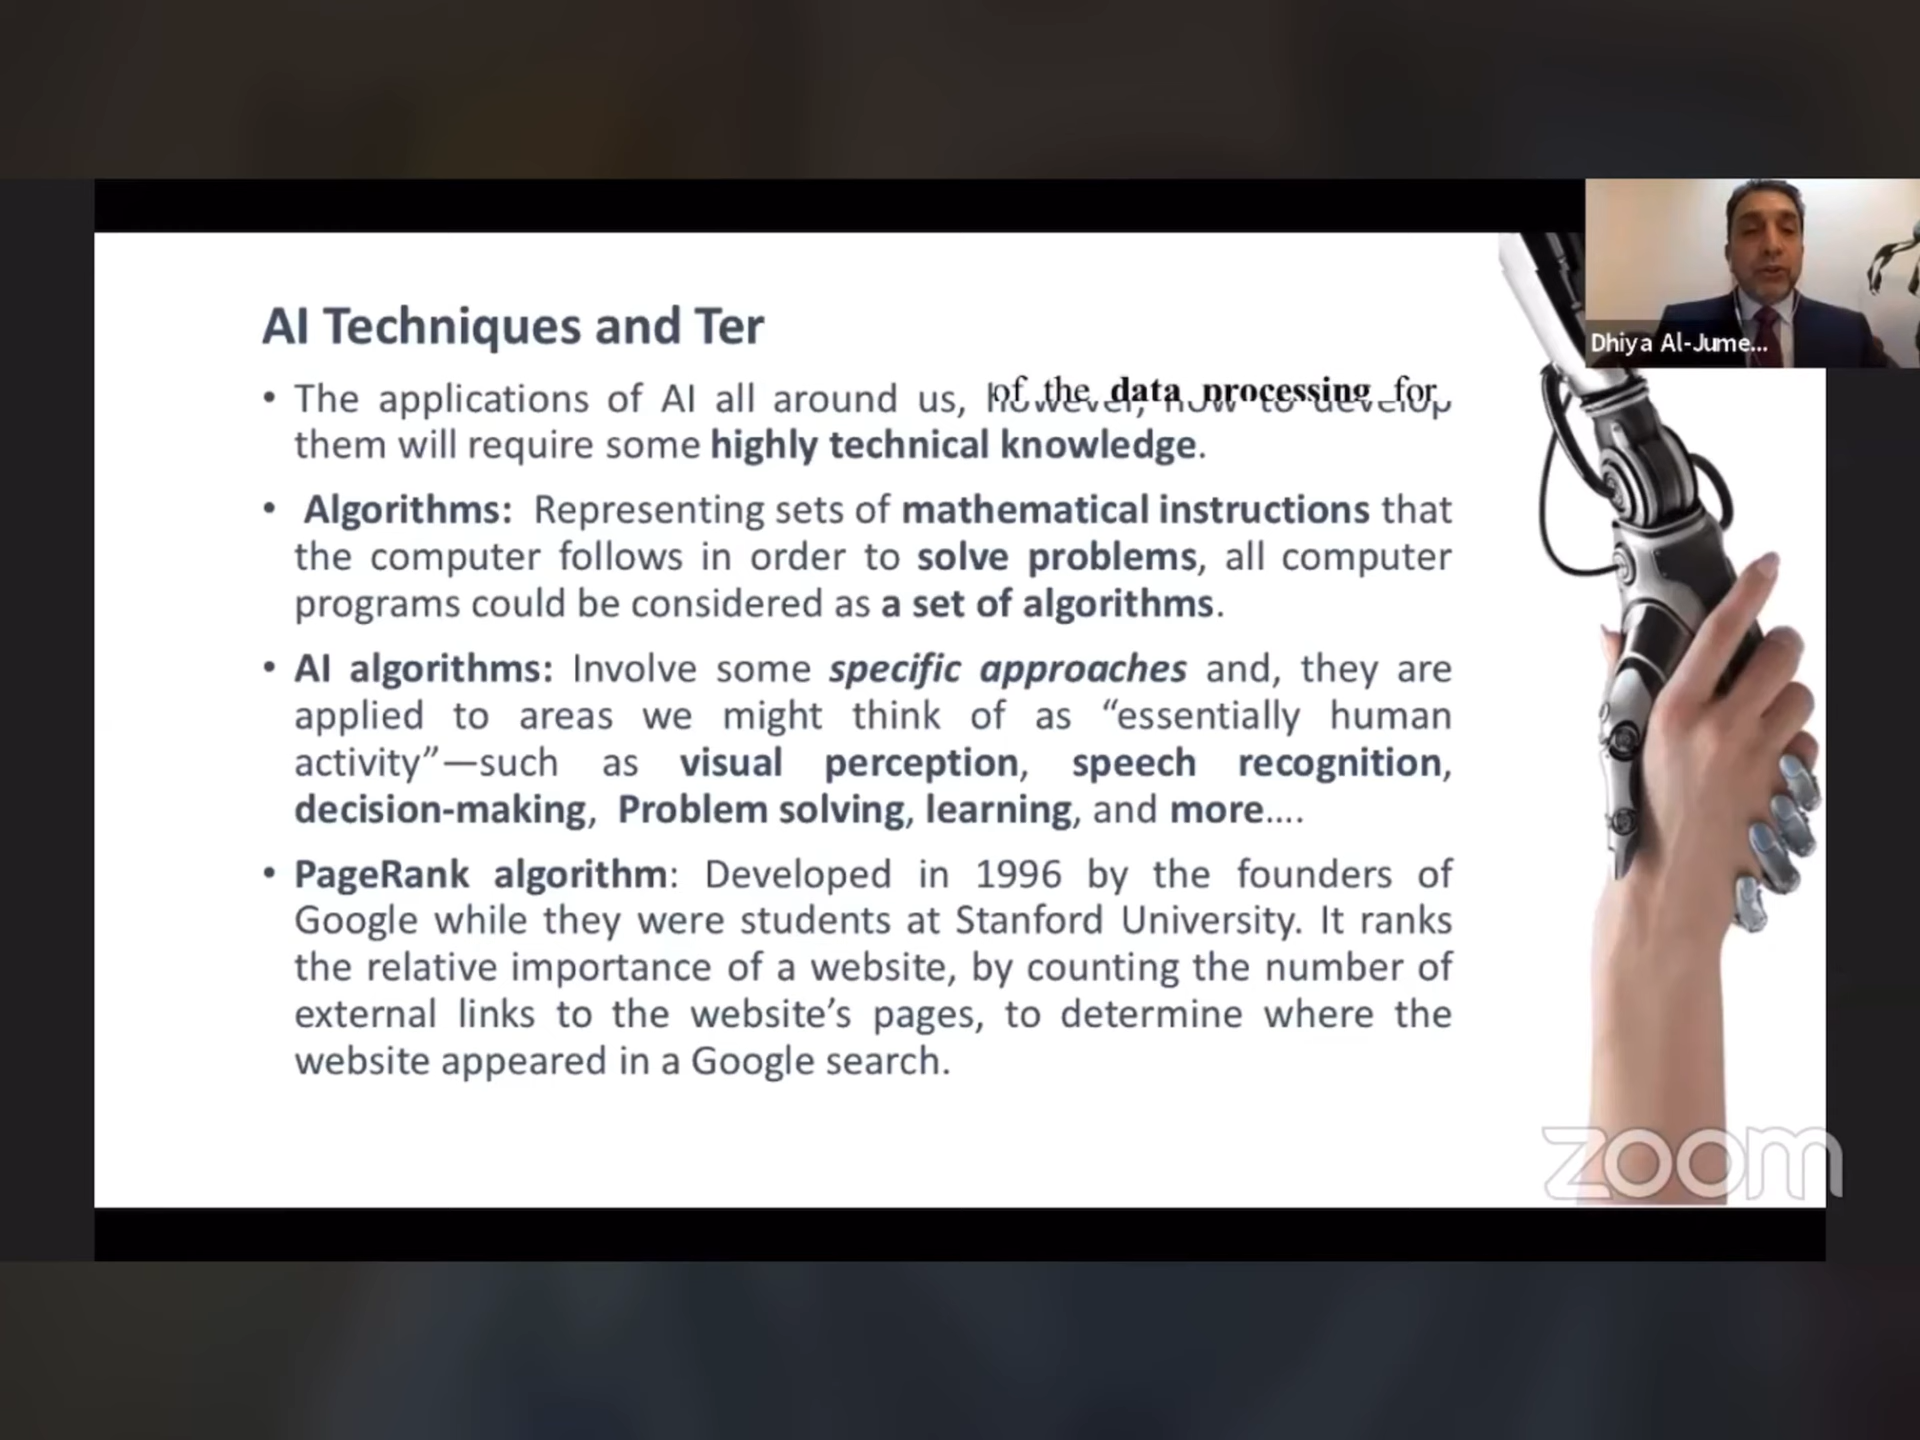 AI Techniques and Ter
• The applications of AI all around us, of the data processing for
them will require some highly technical knowledge.
• Algorithms: Representing sets of mathematical instructions that
the computer follows in order to solve problems, all computer
programs could be considered as a set of algorithms.
• AI algorithms: Involve some specific approaches and, they are
applied to areas we might think of as “essentially human
activity”—such as visual perception, speech recognition,
decision-making, Problem solving, learning, and more....
• PageRank algorithm: Developed in 1996 by the founders of
Google while they were students at Stanford University. It ranks
the relative importance of a website, by counting the number of
external links to the website’s pages, to determine where the
website appeared in a Google search.
Dhiya Al-Jume...
zoom